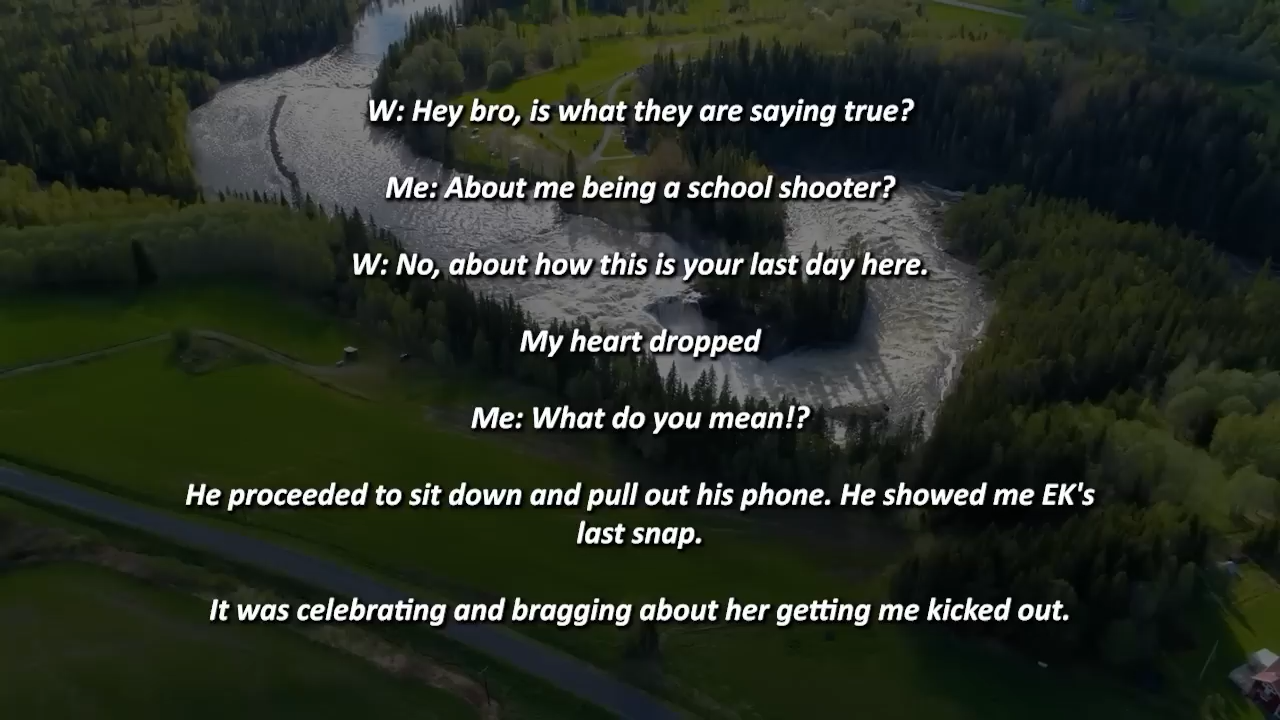 W: Hey bro, is what they are saying true?
Me: About me being a school shooter?
W: No, about how this is your last day here.
My heart dropped
Me: What do you mean!?
He proceeded to sit down and pull out his phone. He showed me EK's
last snap.
It was celebrating and bragging about her getting me kicked out.